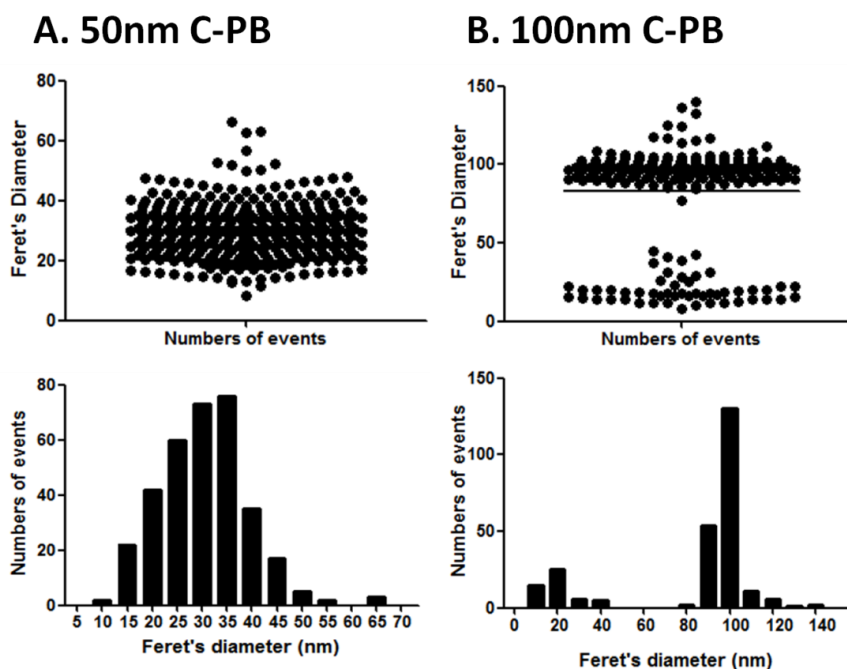 A. 50nm C-PB
B. 100nm C-PB
Feret's Diameter
80
60
40
20
0
Numbers of events
Feret's Diameter
150
100
50
0
Numbers of events
Numbers of events
80
60
40
20
0
5 10 15 20 25 30 35 40 45 50 55 65 70
Feret's diameter (nm)
Numbers of events
150
100
50
0
0 20 40 60 80 100 120 140
Feret's diameter (nm)